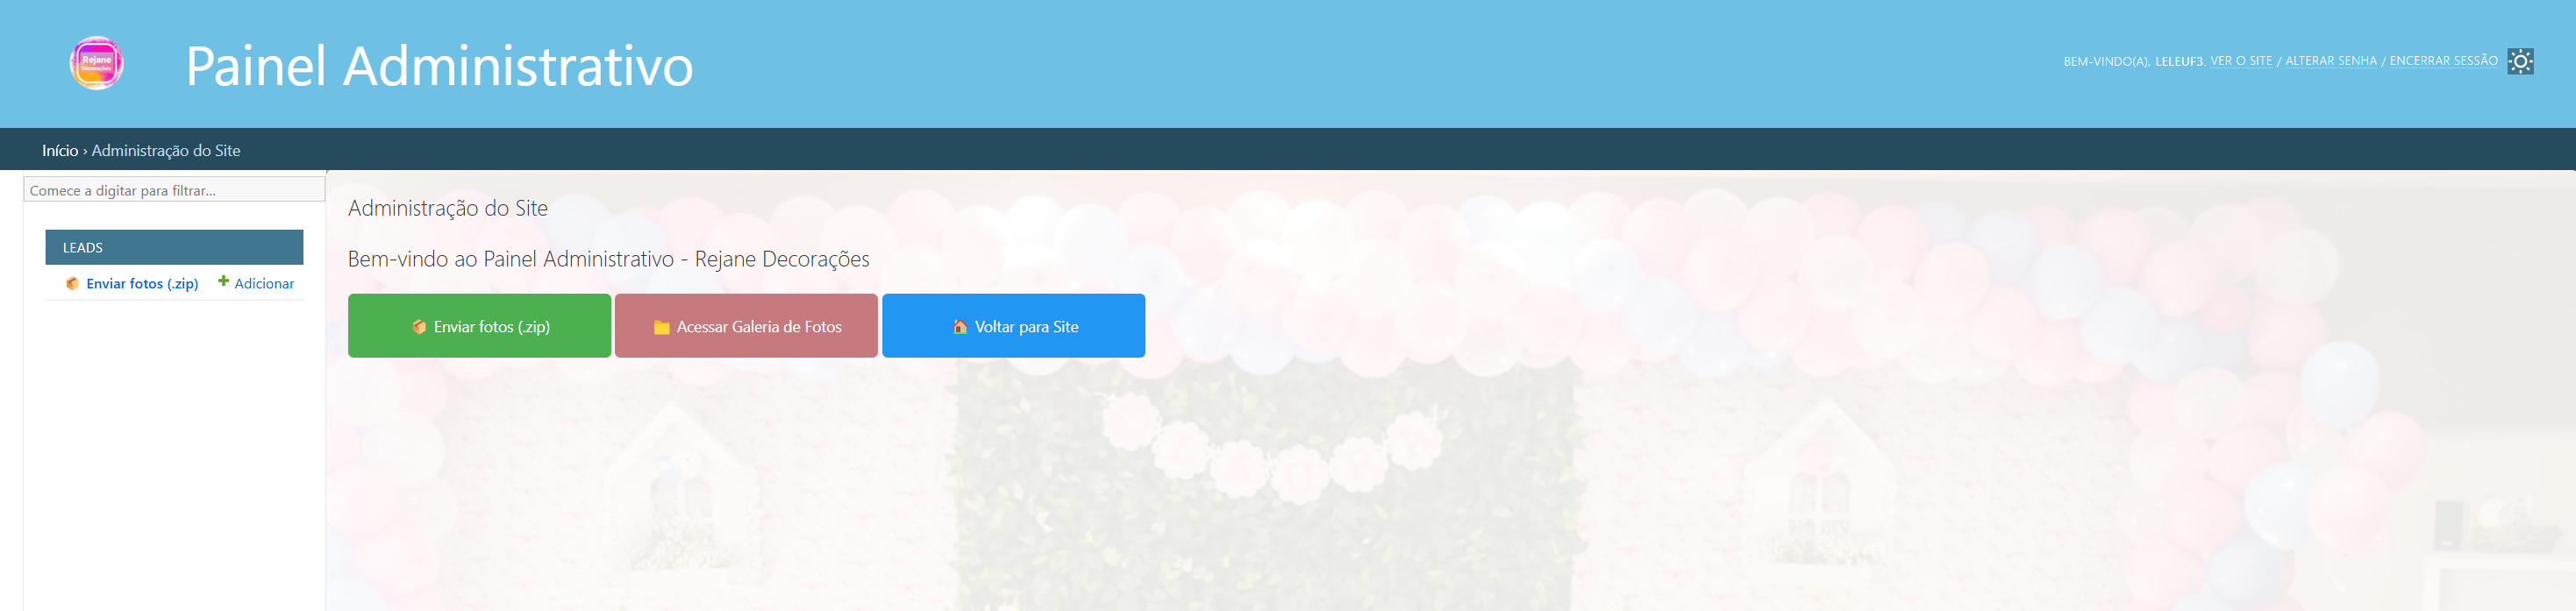 Rejane
Decorações
Painel Administrativo
BEM-VINDO(A), LELEUF3. VER O SITE / ALTERAR SENHA / ENCERRAR SESSÃO
Início › Administração do Site
Comece a digitar para filtrar...
LEADS
Enviar fotos (.zip) Adicionar
Administração do Site
Bem-vindo ao Painel Administrativo - Rejane Decorações
Enviar fotos (.zip)
Acessar Galeria de Fotos
Voltar para Site